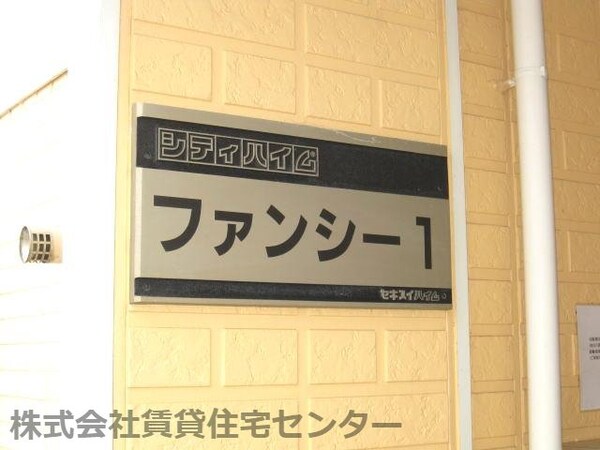 シティハイム
ファンシー1
セキスイハイム
株式会社賃貸住宅センター